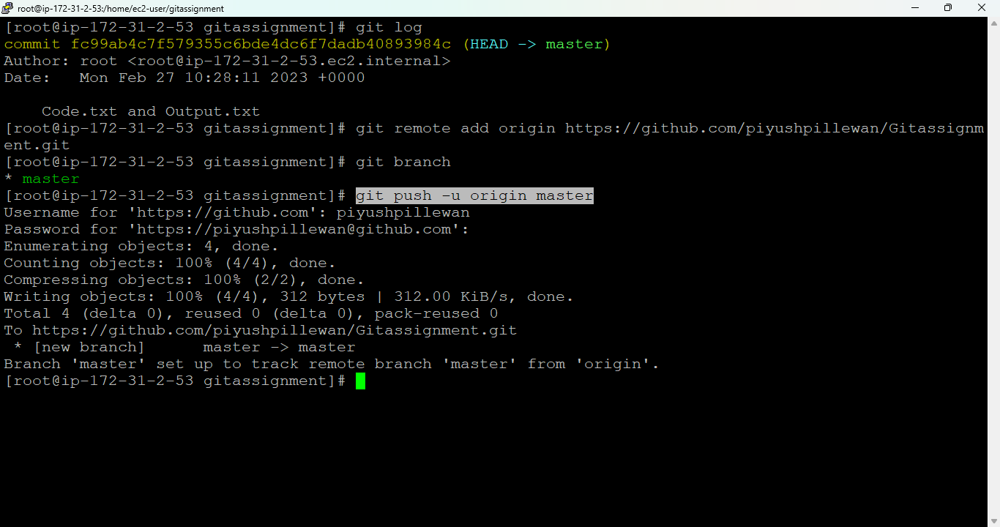 root@ip-172-31-2-53:/home/ec2-user/gitassignment
[root@ip-172-31-2-53 gitassignment]# git log
commit fc99ab4c7f579355c6bde4dc6f7dadb40893984c (HEAD -> master)
Author: root <root@ip-172-31-2-53.ec2.internal>
Date:   Mon Feb 27 10:28:11 2023 +0000
    Code.txt and Output.txt
[root@ip-172-31-2-53 gitassignment]# git remote add origin https://github.com/piyushpillewan/Gitassignm
ent.git
[root@ip-172-31-2-53 gitassignment]# git branch
* master
[root@ip-172-31-2-53 gitassignment]# git push -u origin master
Username for 'https://github.com': piyushpillewan
Password for 'https://piyushpillewan@github.com':
Enumerating objects: 4, done.
Counting objects: 100% (4/4), done.
Compressing objects: 100% (2/2), done.
Writing objects: 100% (4/4), 312 bytes | 312.00 KiB/s, done.
Total 4 (delta 0), reused 0 (delta 0), pack-reused 0
To https://github.com/piyushpillewan/Gitassignment.git
 * [new branch]      master -> master
Branch 'master' set up to track remote branch 'master' from 'origin'.
[root@ip-172-31-2-53 gitassignment]#